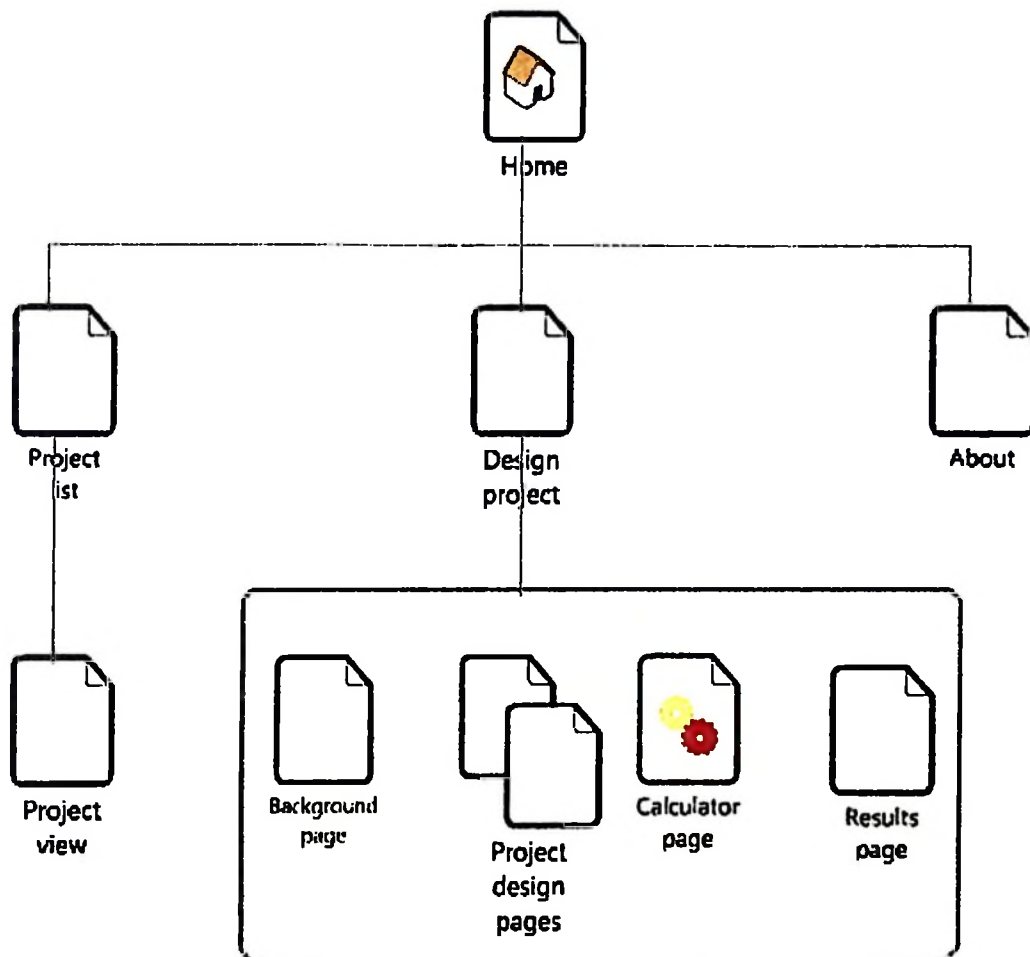 Home
Project
list
Design
project
About
Project
view
Background
page
Project
design
pages
Calculator
page
Results
page